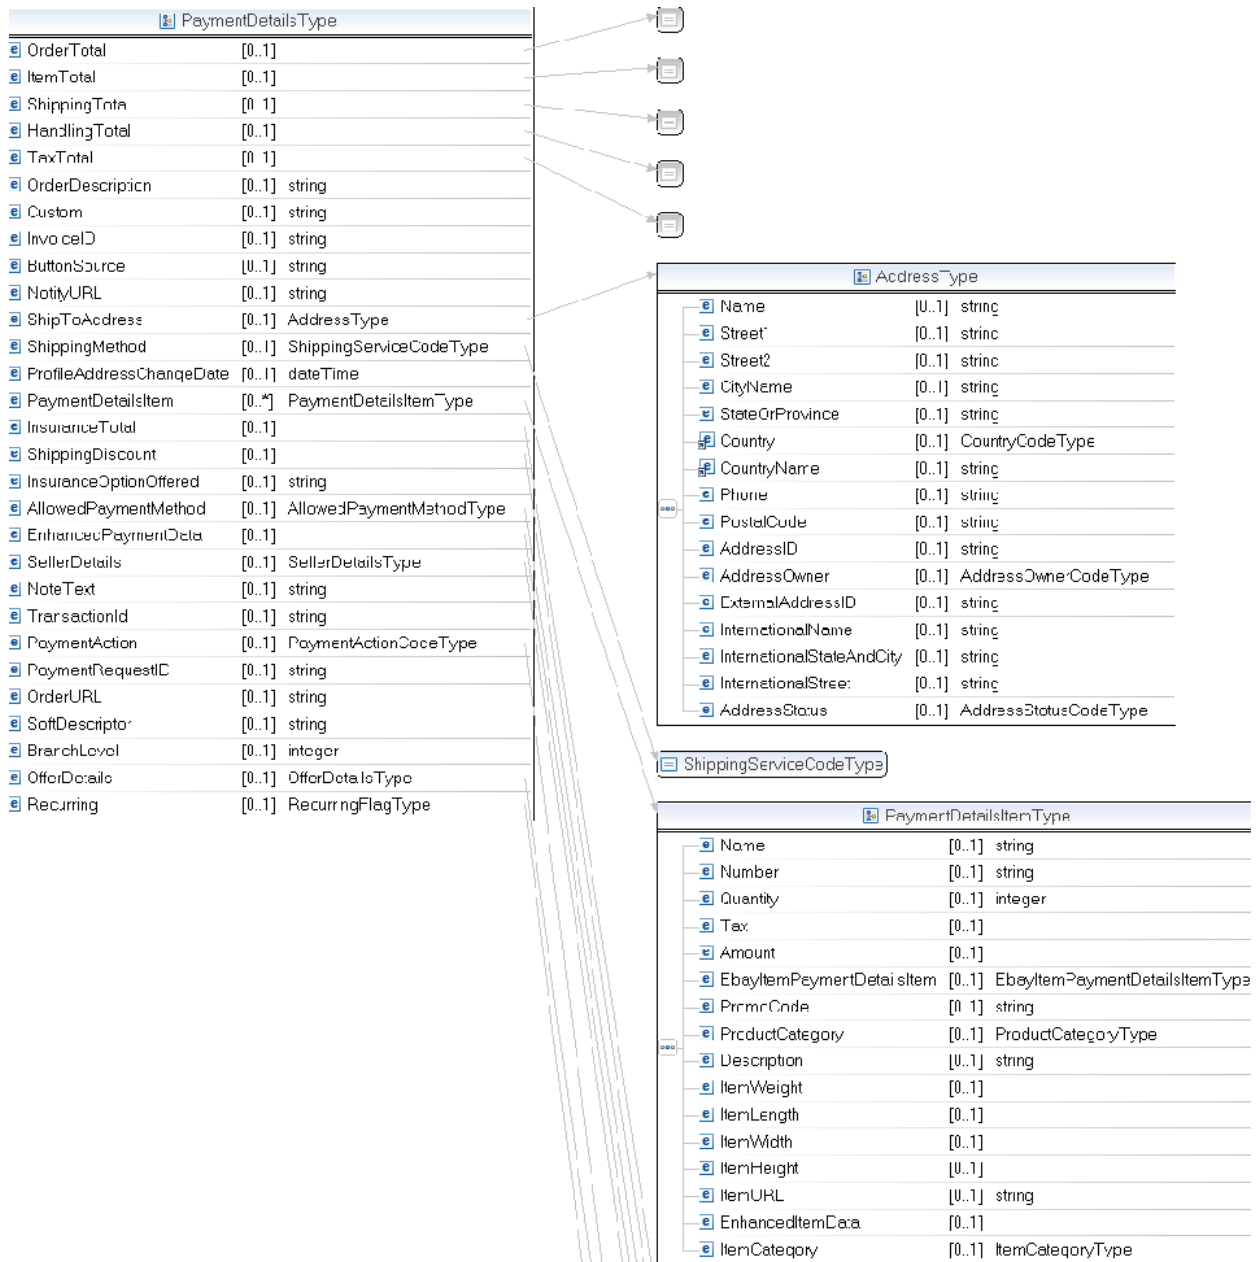 PaymentDetailsType
OrderTotal [0..1]
ItemTotal [0..1]
ShippingTota [0..1]
HandlingTotal [0..1]
TaxTotal [0..1]
OrderDescription [0..1] string
Custom [0..1] string
InvoiceID [0..1] string
ButtonSource [0..1] string
NotifyURL [0..1] string
ShipToAddress [0..1] AddressType
ShippingMethod [0..1] ShippingServiceCodeType
ProfileAddressChangeDate [0..1] dateTime
PaymentDetailsItem [0..*] PaymentDetailsItemType
InsuranceTotal [0..1]
ShippingDiscount [0..1]
InsuranceOptionOffered [0..1] string
AllowedPaymentMethod [0..1] AllowedPaymentMethodType
EnhancedPaymentData [0..1]
SellerDetails [0..1] SellerDetailsType
NoteText [0..1] string
TransactionId [0..1] string
PaymentAction [0..1] PaymentActionCodeType
PaymentRequestID [0..1] string
OrderURL [0..1] string
SoftDescriptor [0..1] string
BranchLevel [0..1] integer
OfferDetails [0..1] OfferDetailsType
Recurring [0..1] RecurringFlagType
AddressType
Name [0..1] string
Street1 [0..1] string
Street2 [0..1] string
CityName [0..1] string
StateOrProvince [0..1] string
Country [0..1] CountryCodeType
CountryName [0..1] string
Phone [0..1] string
PostalCode [0..1] string
AddressID [0..1] string
AddressOwner [0..1] AddressOwnerCodeType
ExternalAddressID [0..1] string
InternationalName [0..1] string
InternationalStateAndCity [0..1] string
InternationalStreet [0..1] string
AddressStatus [0..1] AddressStatusCodeType
ShippingServiceCodeType
PaymentDetailsItemType
Name [0..1] string
Number [0..1] string
Quantity [0..1] integer
Tax [0..1]
Amount [0..1]
EbayItemPaymentDetailsItem [0..1] EbayItemPaymentDetailsItemType
PromoCode [0..1] string
ProductCategory [0..1] ProductCategoryType
Description [0..1] string
ItemWeight [0..1]
ItemLength [0..1]
ItemWidth [0..1]
ItemHeight [0..1]
ItemURL [0..1] string
EnhancedItemData [0..1]
ItemCategory [0..1] ItemCategoryType